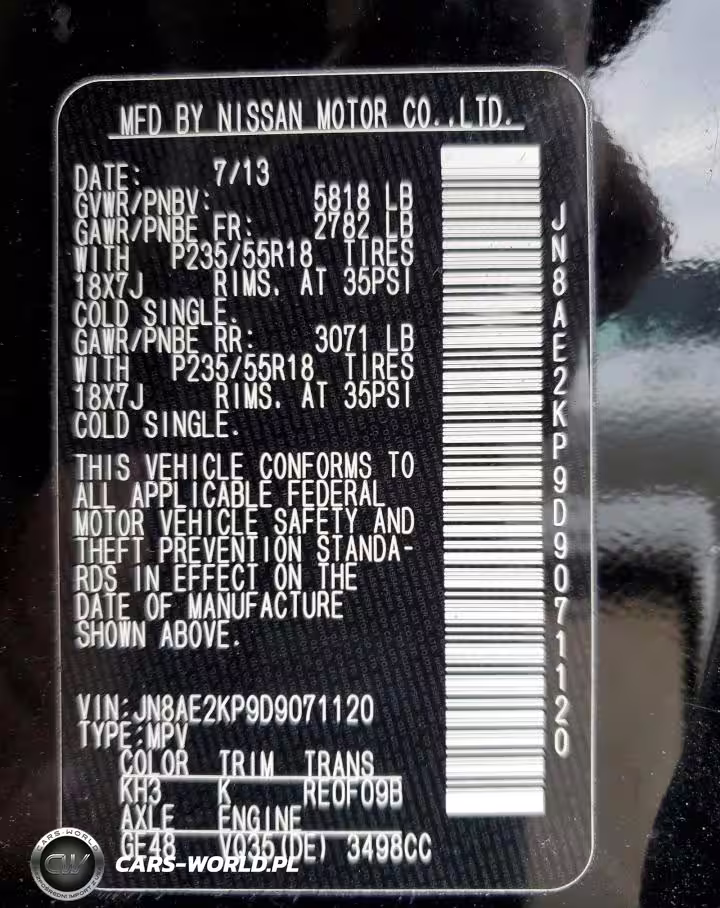 MFD BY NISSAN MOTOR CO.,LTD.
DATE: 7/13
GVWR/PNBV: 5818 LB
GAWR/PNBE FR: 2782 LB
WITH P235/55R18 TIRES
18X7J RIMS. AT 35PSI
COLD SINGLE.
GAWR/PNBE RR: 3071 LB
WITH P235/55R18 TIRES
18X7J RIMS. AT 35PSI
COLD SINGLE.
THIS VEHICLE CONFORMS TO
ALL APPLICABLE FEDERAL
MOTOR VEHICLE SAFETY AND
THEFT PREVENTION STANDA-
RDS IN EFFECT ON THE
DATE OF MANUFACTURE
SHOWN ABOVE.
VIN:JN8AE2KP9D9071120
TYPE:MPV
COLOR TRIM TRANS
KH3 K RE0F09B
AXLE ENGINE
GF48 VQ35(DE) 3498CC
JN8AE2KP9D9071120
CARS-WORLD
CW
CARS-WORLD.PL